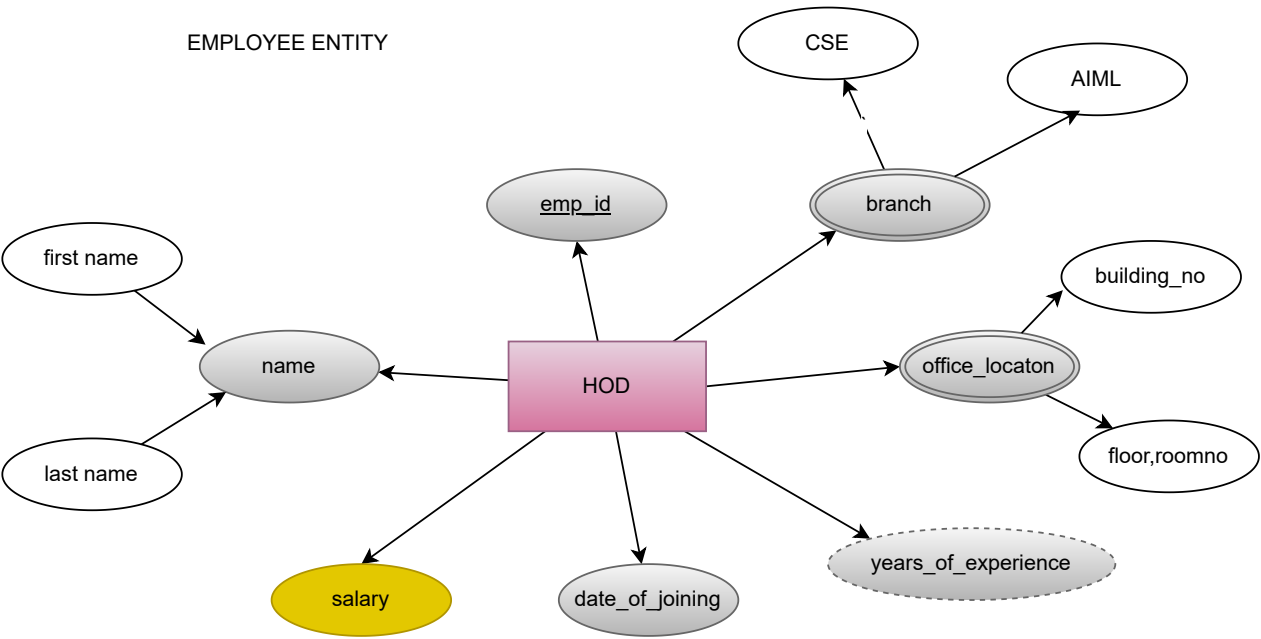 EMPLOYEE ENTITY
CSE
AIML
emp_id
branch
first name
building_no
name
HOD
office_locaton
last name
floor,roomno
salary
date_of_joining
years_of_experience